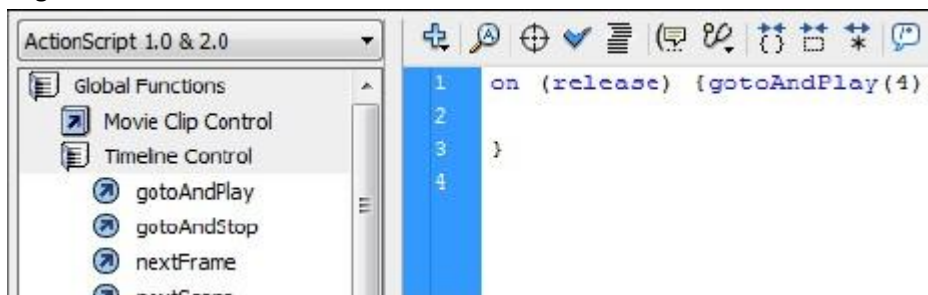 ActionScript 1.0 & 2.0
Global Functions
Movie Clip Control
Timeline Control
gotoAndPlay
gotoAndStop
nextFrame
1 on (release) {gotoAndPlay(4)
2
3 }
4